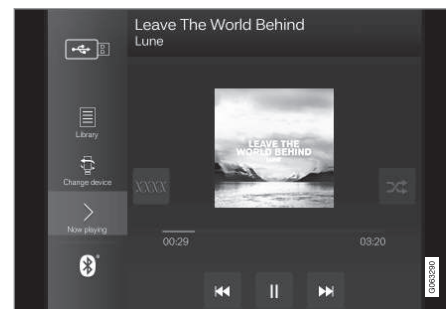 Leave The World Behind
Lune
Library
Change device
Now playing
XXXX
LEAVE THE
WORLD BEHIND
00:29
03:20
G063290